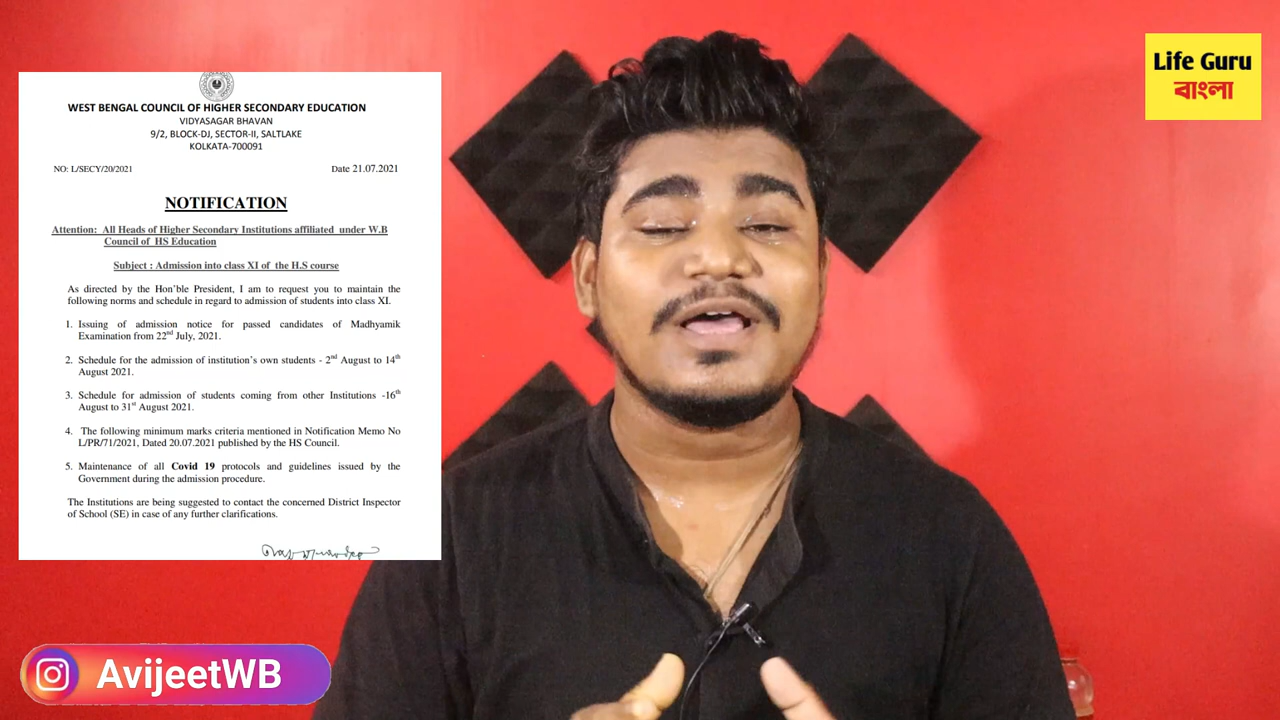 WEST BENGAL COUNCIL OF HIGHER SECONDARY EDUCATION
VIDYASAGAR BHAVAN
9/2, BLOCK-DJ, SECTOR-II, SALTLAKE
KOLKATA-700091
NO: L/SECY/20/2021 Date 21.07.2021
NOTIFICATION
Attention: All Heads of Higher Secondary Institutions affiliated under W.B
Council of HS Education
Subject : Admission into class XI of the H.S course
As directed by the Hon'ble President, I am to request you to maintain the
following norms and schedule in regard to admission of students into class XI.
1. Issuing of admission notice for passed candidates of Madhyamik
Examination from 22nd July, 2021.
2. Schedule for the admission of institution's own students - 2nd August to 14th
August 2021.
3. Schedule for admission of students coming from other Institutions -16th
August to 31st August 2021.
4. The following minimum marks criteria mentioned in Notification Memo No
L/PR/71/2021, Dated 20.07.2021 published by the HS Council.
5. Maintenance of all Covid 19 protocols and guidelines issued by the
Government during the admission procedure.
The Institutions are being suggested to contact the concerned District Inspector
of School (SE) in case of any further clarifications.
Life Guru
বাংলা
AvijeetWB